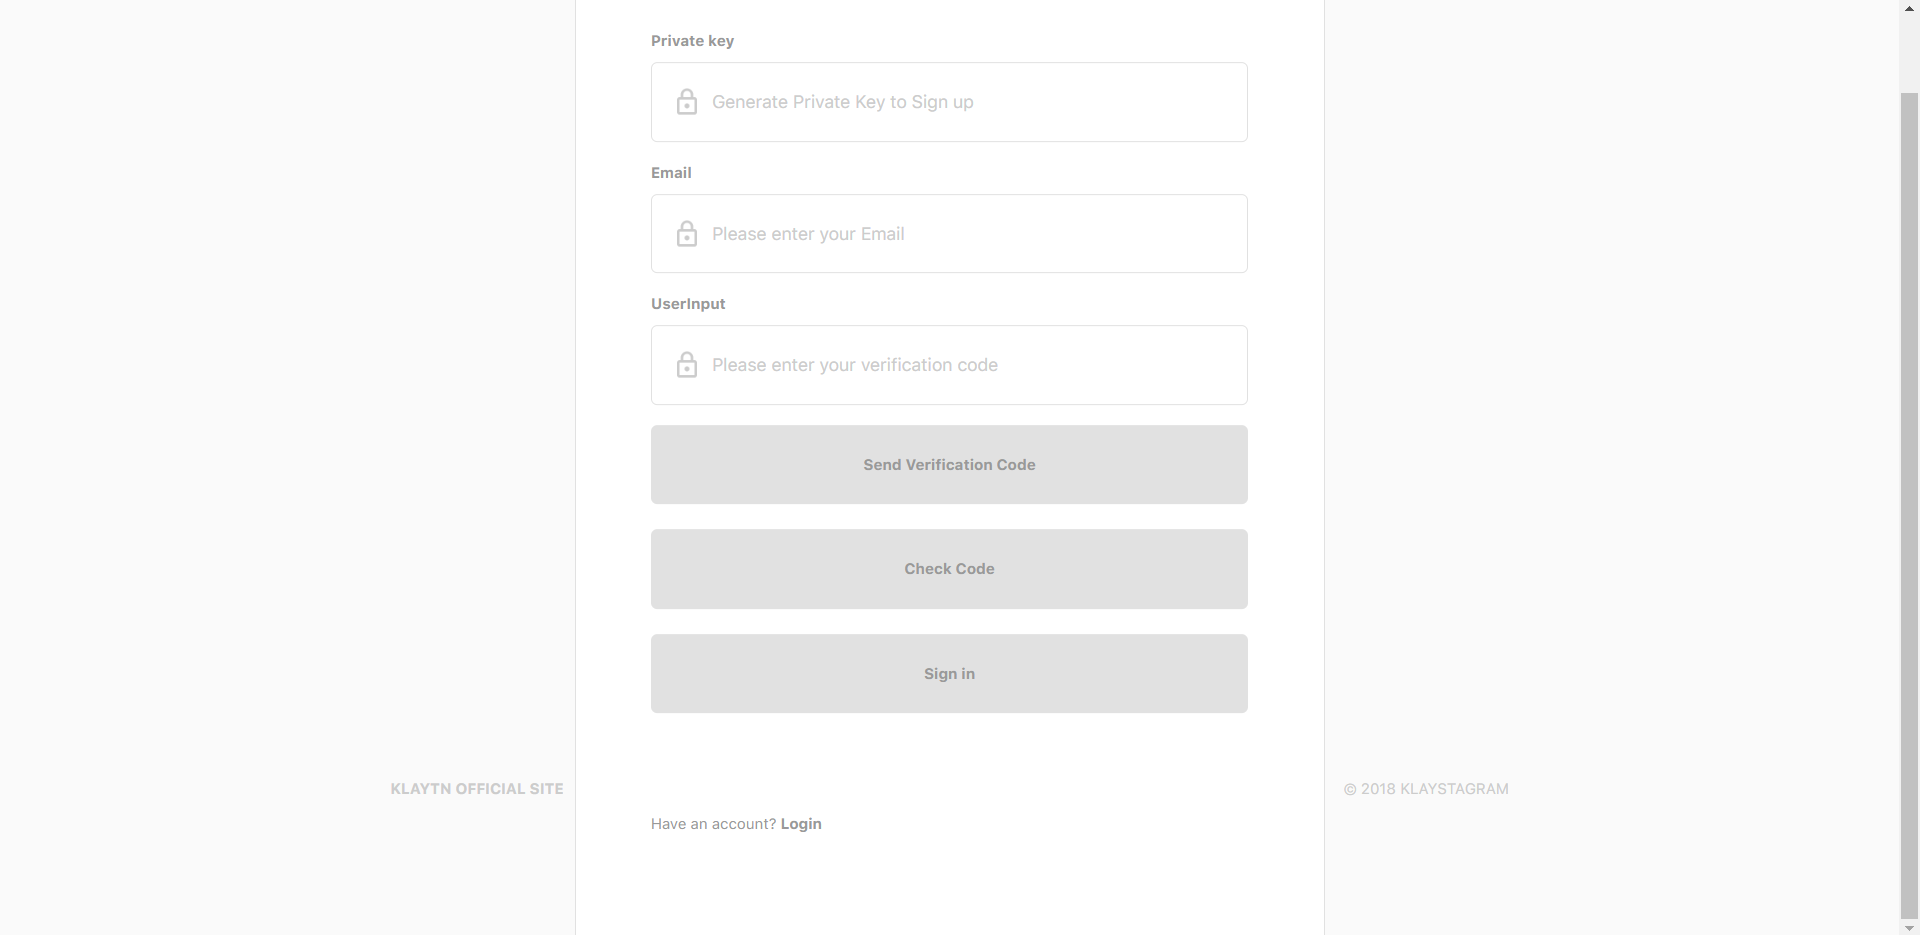 Private key
Generate Private Key to Sign up
Email
Please enter your Email
UserInput
Please enter your verification code
Send Verification Code
Check Code
Sign in
KLAYTN OFFICIAL SITE
© 2018 KLAYSTAGRAM
Have an account? Login